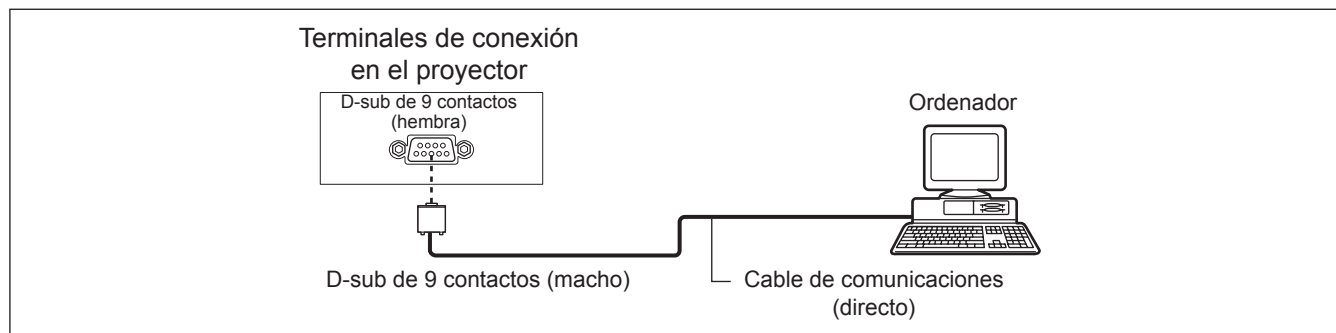 Terminales de conexión
en el proyector
D-sub de 9 contactos
(hembra)
Ordenador
D-sub de 9 contactos (macho)
Cable de comunicaciones
(directo)